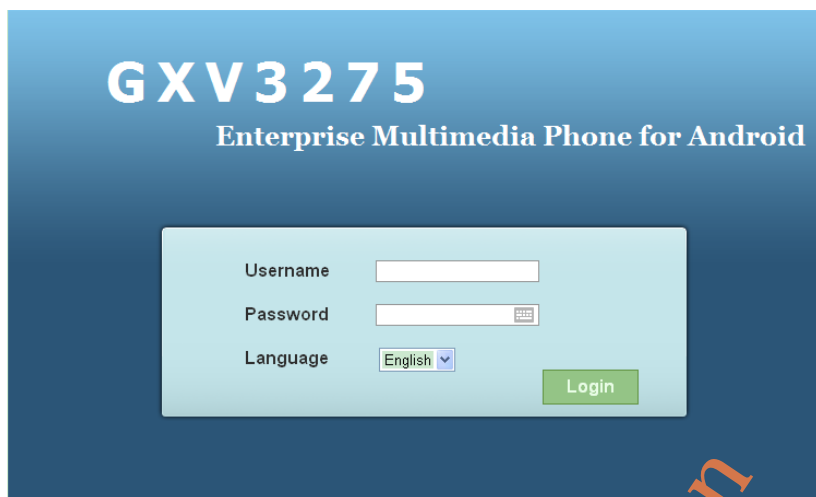 GXV3275
Enterprise Multimedia Phone for Android
Username
Password
Language English
Login
n